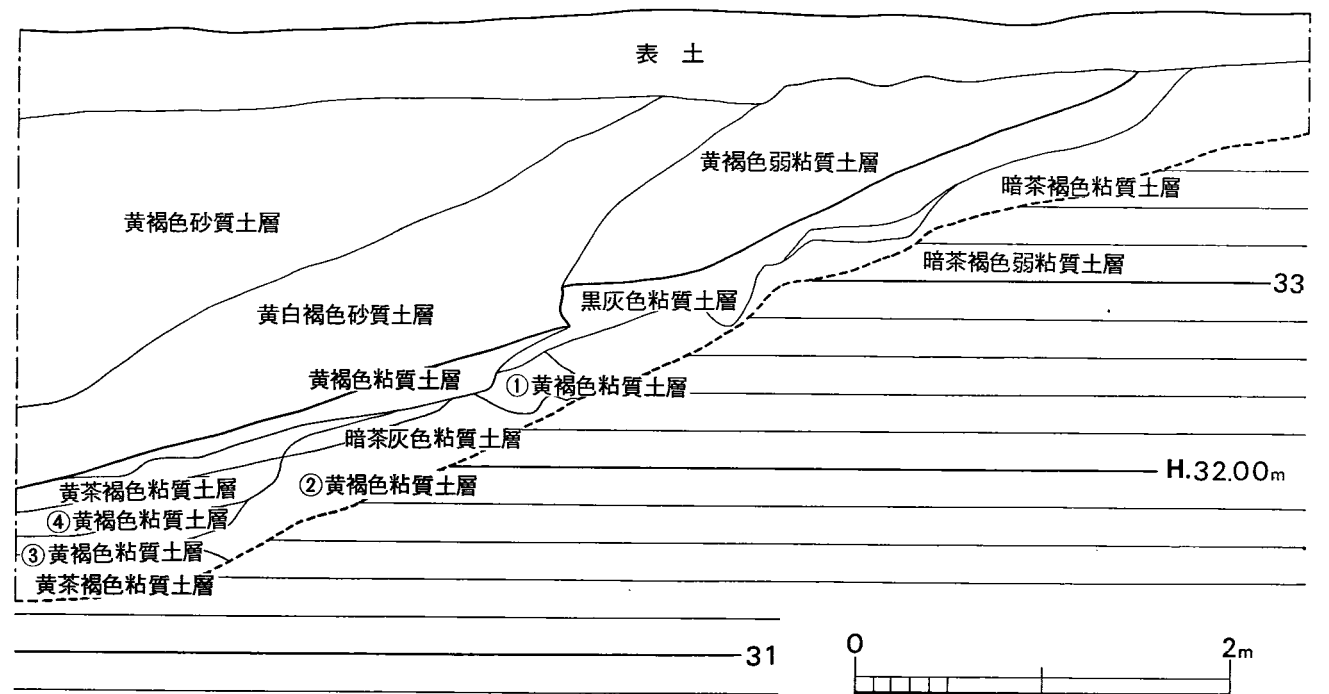 表 土
黄褐色弱粘質土層
暗茶褐色粘質土層
黄褐色砂質土層
暗茶褐色弱粘質土層
33
黒灰色粘質土層
黄白褐色砂質土層
黄褐色粘質土層
①黄褐色粘質土層
暗茶灰色粘質土層
H.32.00m
②黄褐色粘質土層
黄茶褐色粘質土層
④黄褐色粘質土層
③黄褐色粘質土層
黄茶褐色粘質土層
31
0 2m